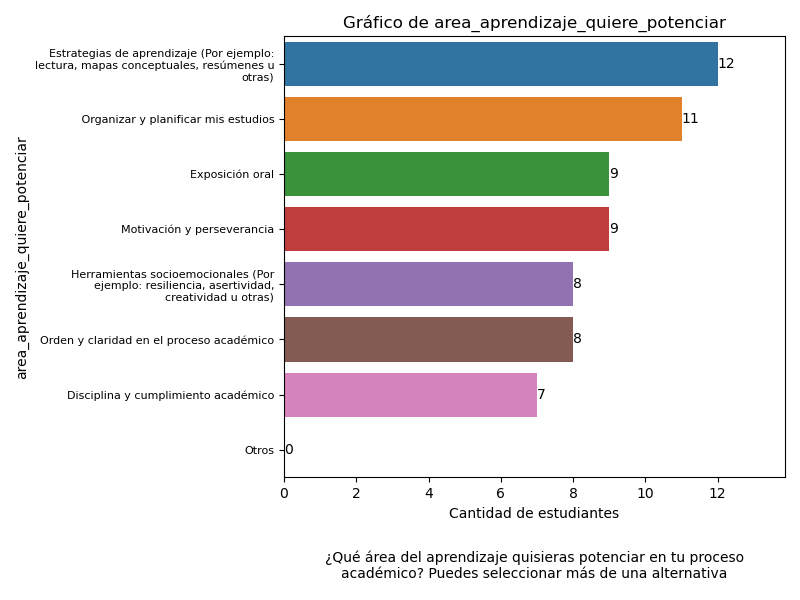 Gráfico de area_aprendizaje_quiere_potenciar
area_aprendizaje_quiere_potenciar
Estrategias de aprendizaje (Por ejemplo:
lectura, mapas conceptuales, resúmenes u
otras)
12
Organizar y planificar mis estudios
11
Exposición oral
9
Motivación y perseverancia
9
Herramientas socioemocionales (Por
ejemplo: resiliencia, asertividad,
creatividad u otras)
8
Orden y claridad en el proceso académico
8
Disciplina y cumplimiento académico
7
Otros
0
0 2 4 6 8 10 12
Cantidad de estudiantes
¿Qué área del aprendizaje quisieras potenciar en tu proceso
académico? Puedes seleccionar más de una alternativa